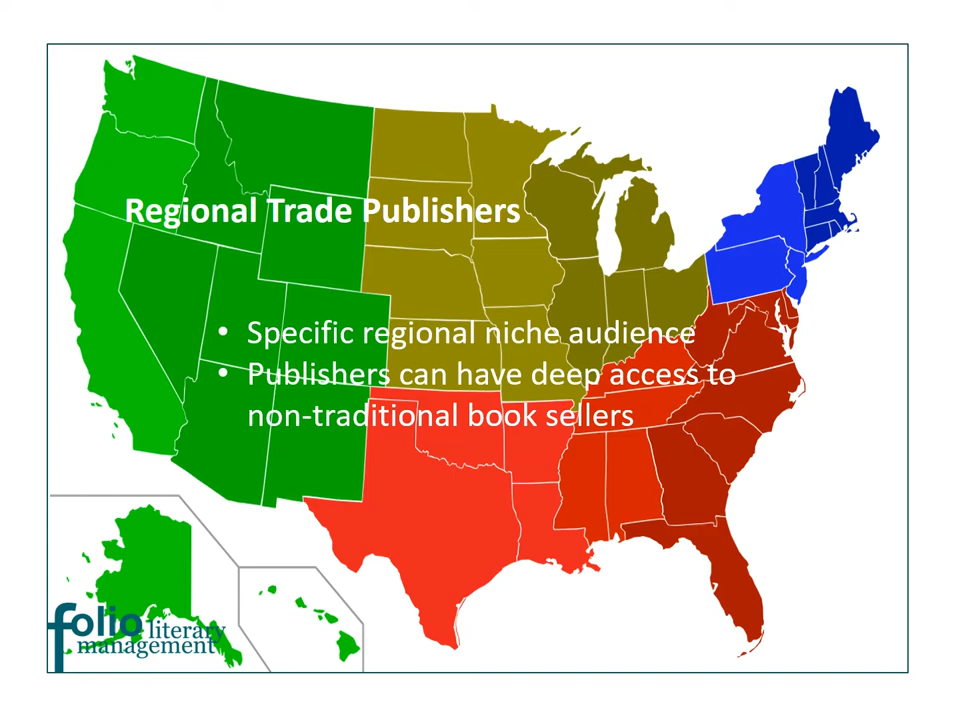 Regional Trade Publishers
• Specific regional niche audience
• Publishers can have deep access to
non-traditional book sellers
folio literary
management